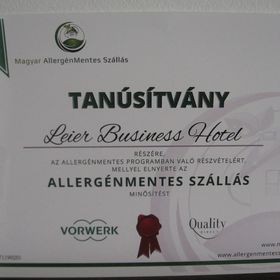 Magyar AllergénMentes Szállás
TANÚSÍTVÁNY
Leier Business Hotel
RÉSZÉRE,
AZ ALLERGÉNMENTES PROGRAMBAN VALÓ RÉSZVÉTELÉRT,
MELLYEL ELNYERTE AZ
ALLERGÉNMENTES SZÁLLÁS
MINŐSÍTÉST
VORWERK
Quality
DIRECT
www.allergenmentes